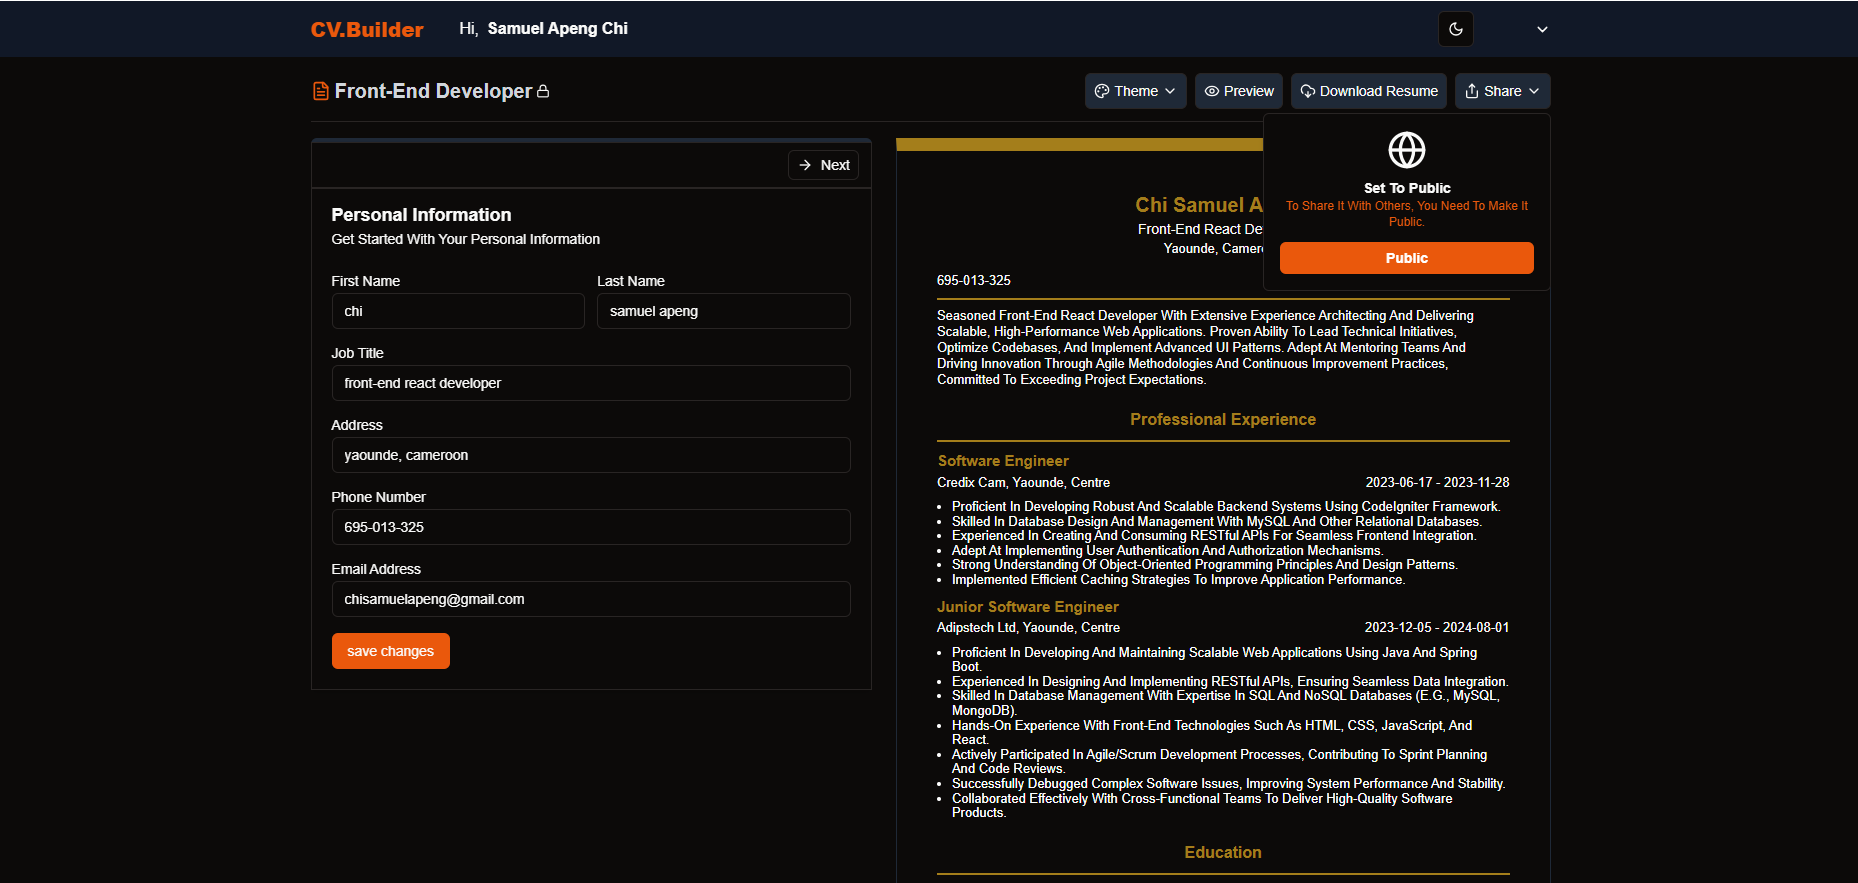 CV.Builder
Hi, Samuel Apeng Chi
Front-End Developer
Theme
Preview
Download Resume
Share
Set To Public
To Share It With Others, You Need To Make It
Public.
Public
Next
Personal Information
Get Started With Your Personal Information
First Name
Last Name
chi
samuel apeng
Job Title
front-end react developer
Address
yaounde, cameroon
Phone Number
695-013-325
Email Address
chisamuelapeng@gmail.com
save changes
Chi Samuel A
Front-End React De
Yaounde, Camero
695-013-325
Seasoned Front-End React Developer With Extensive Experience Architecting And Delivering
Scalable, High-Performance Web Applications. Proven Ability To Lead Technical Initiatives,
Optimize Codebases, And Implement Advanced UI Patterns. Adept At Mentoring Teams And
Driving Innovation Through Agile Methodologies And Continuous Improvement Practices,
Committed To Exceeding Project Expectations.
Professional Experience
Software Engineer
Credix Cam, Yaounde, Centre
2023-06-17 - 2023-11-28
• Proficient In Developing Robust And Scalable Backend Systems Using CodeIgniter Framework.
• Skilled In Database Design And Management With MySQL And Other Relational Databases.
• Experienced In Creating And Consuming RESTful APIs For Seamless Frontend Integration.
• Adept At Implementing User Authentication And Authorization Mechanisms.
• Strong Understanding Of Object-Oriented Programming Principles And Design Patterns.
• Implemented Efficient Caching Strategies To Improve Application Performance.
Junior Software Engineer
Adipstech Ltd, Yaounde, Centre
2023-12-05 - 2024-08-01
• Proficient In Developing And Maintaining Scalable Web Applications Using Java And Spring
Boot.
• Experienced In Designing And Implementing RESTful APIs, Ensuring Seamless Data Integration.
• Skilled In Database Management With Expertise In SQL And NoSQL Databases (E.G., MySQL,
MongoDB).
• Hands-On Experience With Front-End Technologies Such As HTML, CSS, JavaScript, And
React.
• Actively Participated In Agile/Scrum Development Processes, Contributing To Sprint Planning
And Code Reviews.
• Successfully Debugged Complex Software Issues, Improving System Performance And Stability.
• Collaborated Effectively With Cross-Functional Teams To Deliver High-Quality Software
Products.
Education